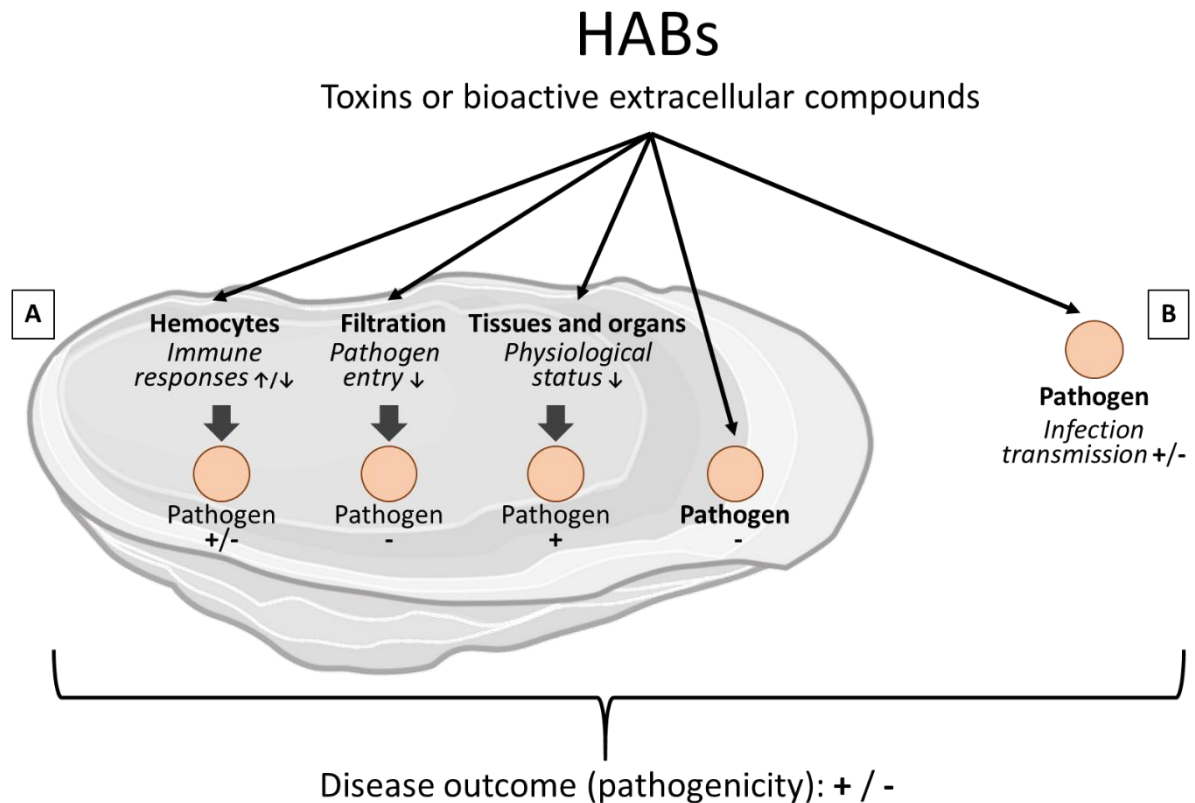 HABs
Toxins or bioactive extracellular compounds
A
Hemocytes
Immune
responses ↑/↓
Pathogen
+/-
Filtration
Pathogen
entry ↓
Pathogen
-
Tissues and organs
Physiological
status ↓
Pathogen
+
Pathogen
-
B
Pathogen
Infection
transmission +/-
Disease outcome (pathogenicity): + / -